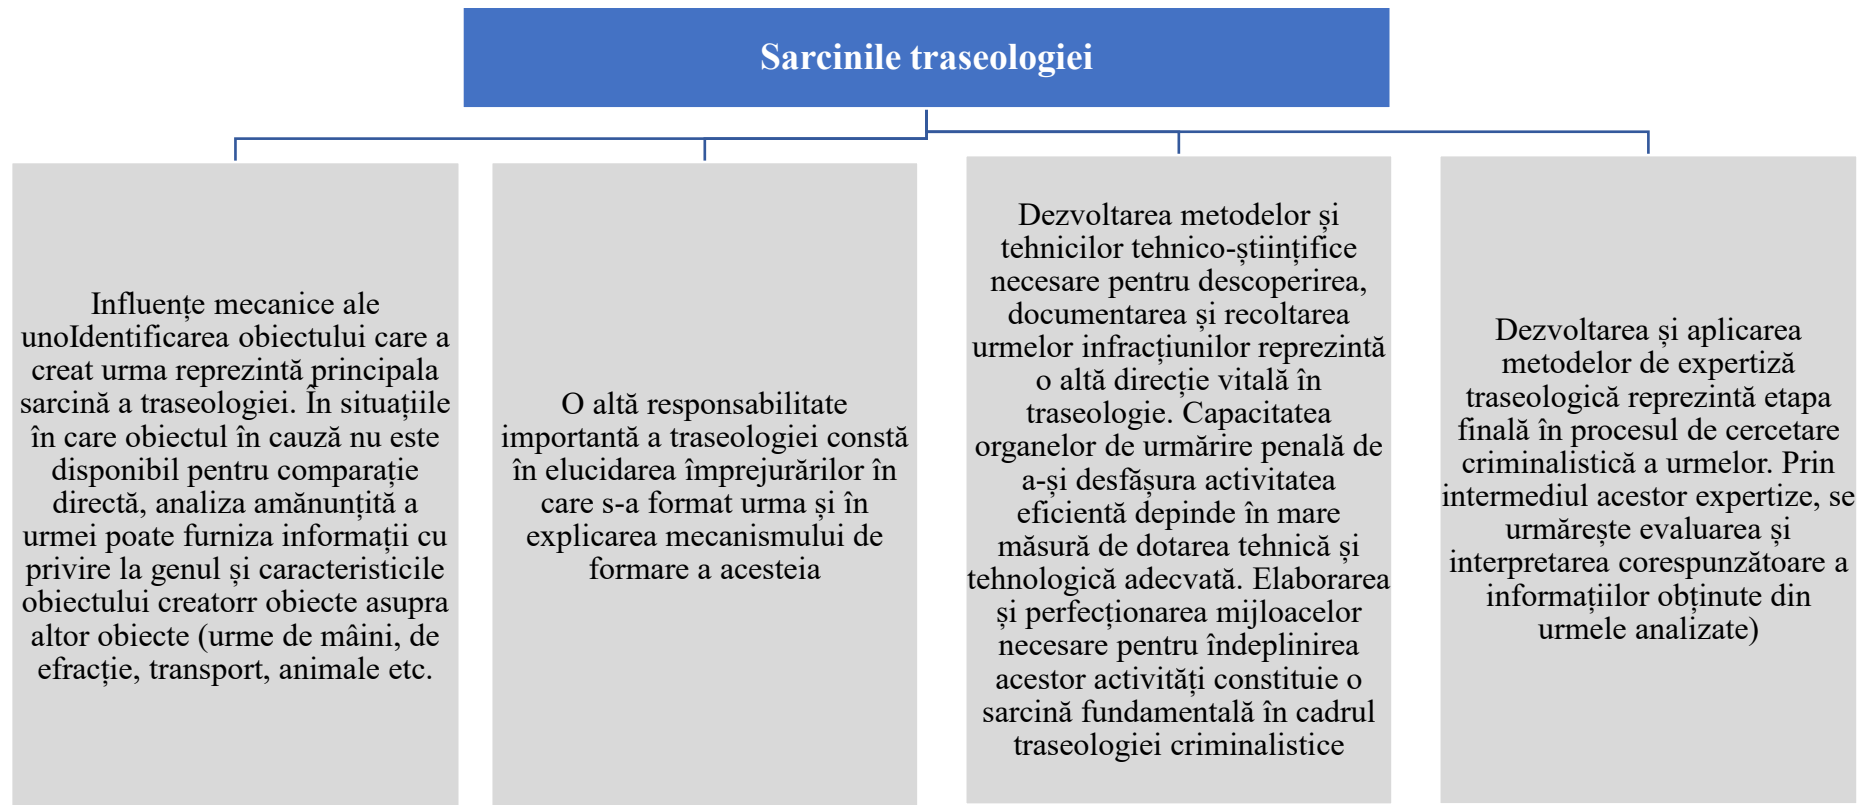 Sarcinile traseologiei
Influențe mecanice ale
unoIdentificarea obiectului care a
creat urma reprezintă principala
sarcină a traseologiei. În situațiile
în care obiectul în cauză nu este
disponibil pentru comparație
directă, analiza amănunțită a
urmei poate furniza informații cu
privire la genul și caracteristicile
obiectului creatorr obiecte asupra
altor obiecte (urme de mâini, de
efracție, transport, animale etc.
O altă responsabilitate
importantă a traseologiei constă
în elucidarea împrejurărilor în
care s-a format urma și în
explicarea mecanismului de
formare a acesteia
Dezvoltarea metodelor și
tehnicilor tehnico-științifice
necesare pentru descoperirea,
documentarea și recoltarea
urmelor infracțiunilor reprezintă
o altă direcție vitală în
traseologie. Capacitatea
organelor de urmărire penală de
a-și desfășura activitatea
eficientă depinde în mare
măsură de dotarea tehnică și
tehnologică adecvată. Elaborarea
și perfecționarea mijloacelor
necesare pentru îndeplinirea
acestor activități constituie o
sarcină fundamentală în cadrul
traseologiei criminalistice
Dezvoltarea și aplicarea
metodelor de expertiză
traseologică reprezintă etapa
finală în procesul de cercetare
criminalistică a urmelor. Prin
intermediul acestor expertize, se
urmărește evaluarea și
interpretarea corespunzătoare a
informațiilor obținute din
urmele analizate)